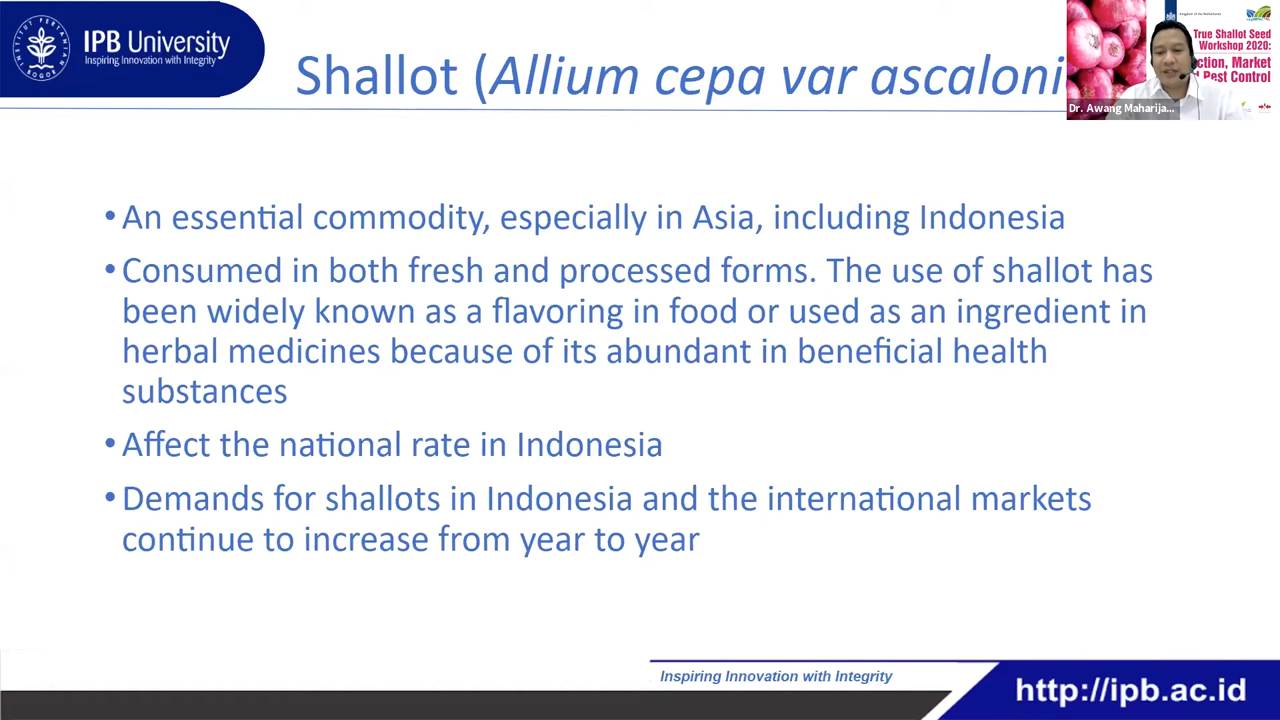 IPB University
Inspiring Innovation with Integrity
INSTITUT PERTANIAN
BOGOR
Shallot (Allium cepa var ascaloni
True Shallot Seed
Workshop 2020:
ction, Market
Pest Control
Dr. Awang Maharija...
• An essential commodity, especially in Asia, including Indonesia
• Consumed in both fresh and processed forms. The use of shallot has
been widely known as a flavoring in food or used as an ingredient in
herbal medicines because of its abundant in beneficial health
substances
• Affect the national rate in Indonesia
• Demands for shallots in Indonesia and the international markets
continue to increase from year to year
Inspiring Innovation with Integrity
http://ipb.ac.id